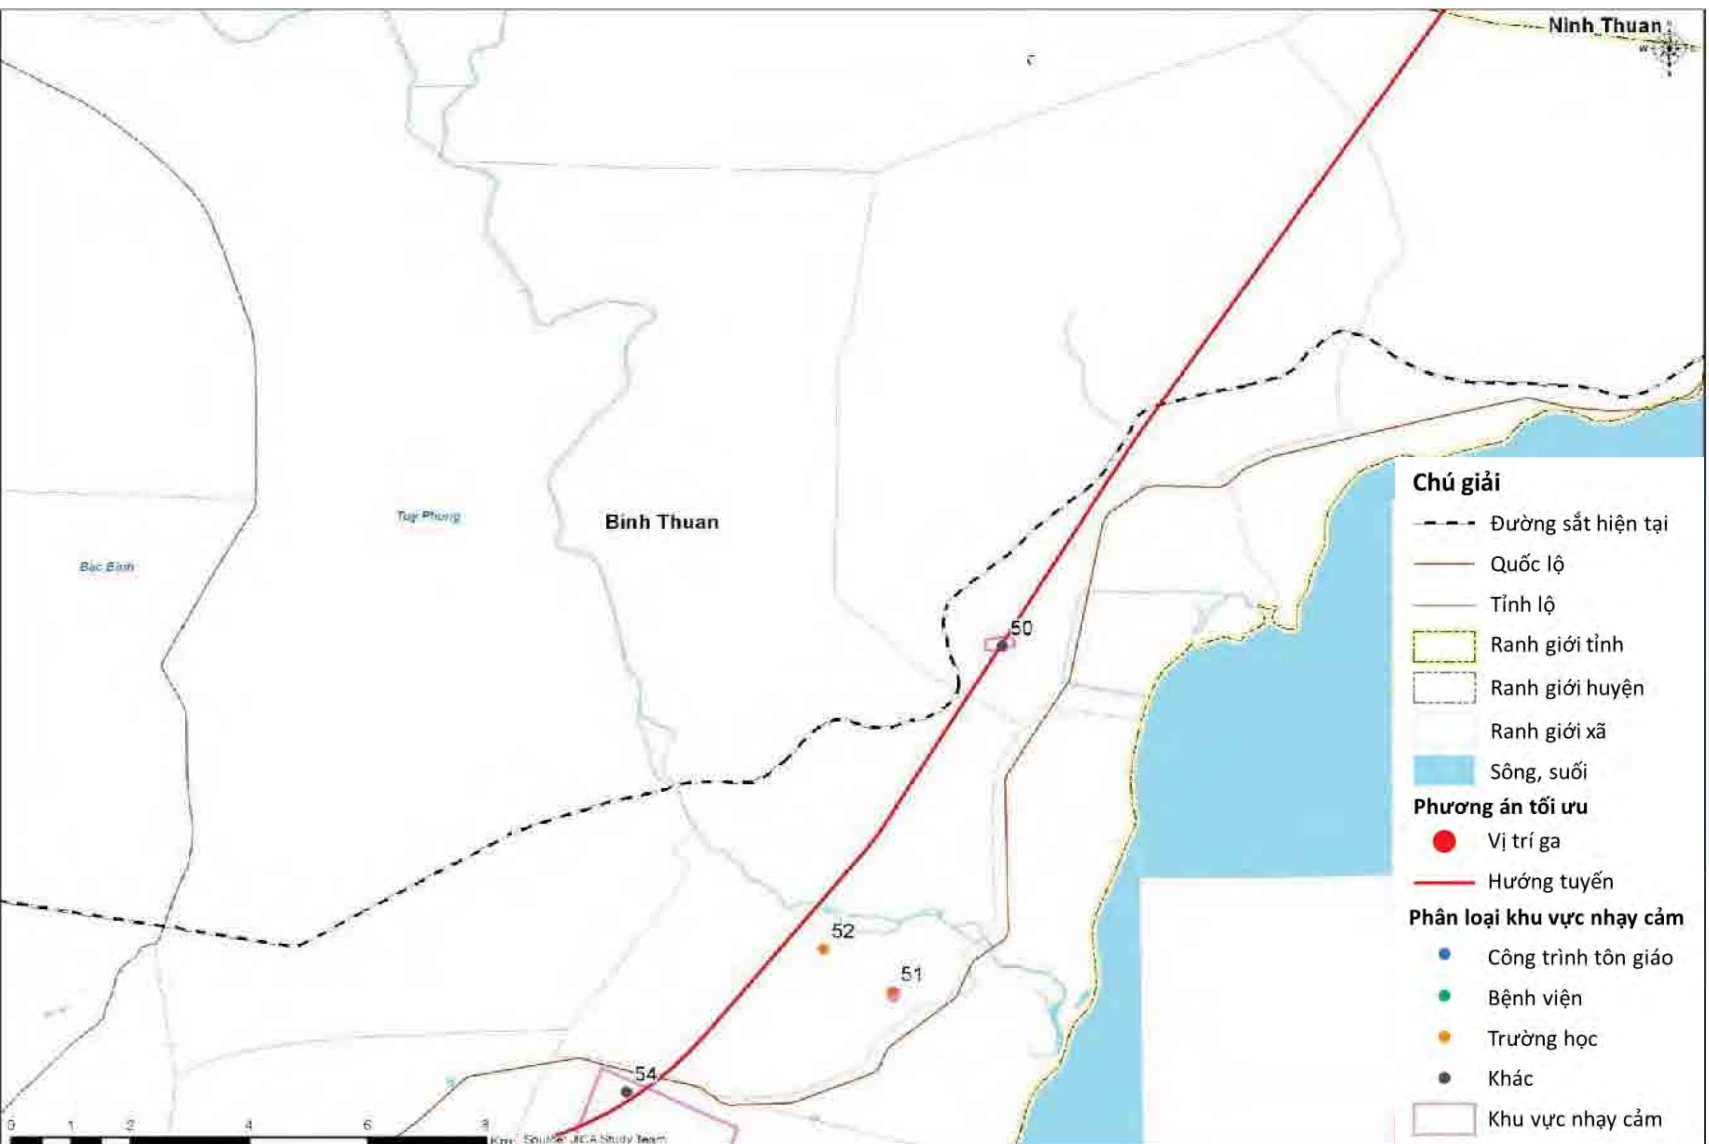 Ninh Thuan
W
E
Chú giải
Đường sắt hiện tại
Tuy Phung
Binh Thuan
Quốc lộ
Bac Binh
Tỉnh lộ
50
Ranh giới tỉnh
Ranh giới huyện
Ranh giới xã
Sông, suối
Phương án tối ưu
Vị trí ga
Hướng tuyến
Phân loại khu vực nhạy cảm
52
Công trình tôn giáo
51
Bệnh viện
Trường học
54
Khác
Khu vực nhạy cảm
0 1 2 4 6 8
Km Source: JICA Study Team